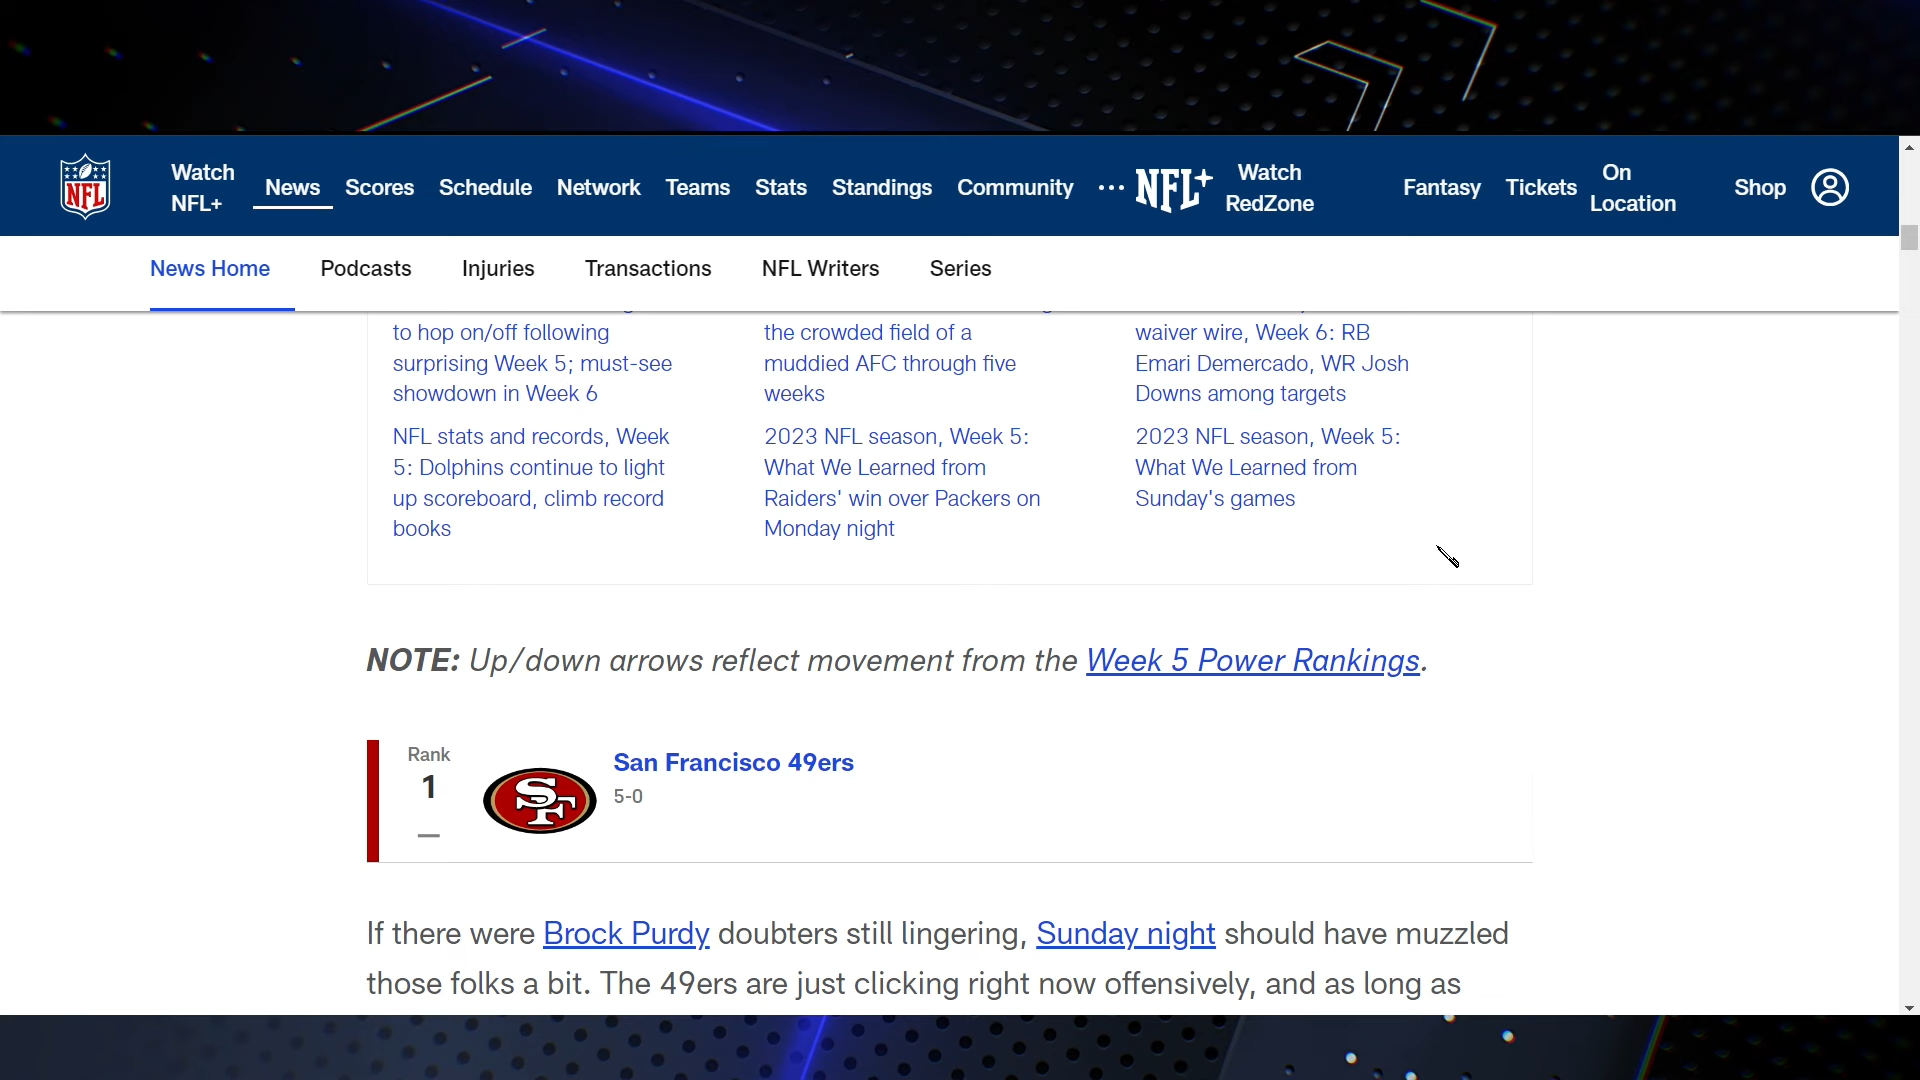 Watch
NFL+
News
Scores
Schedule
Network
Teams
Stats
Standings
Community
NFL+
Watch
RedZone
Fantasy
Tickets
On
Location
Shop
NFL
News Home
Podcasts
Injuries
Transactions
NFL Writers
Series
to hop on/off following
surprising Week 5; must-see
showdown in Week 6
the crowded field of a
muddied AFC through five
weeks
waiver wire, Week 6: RB
Emari Demercado, WR Josh
Downs among targets
NFL stats and records, Week
5: Dolphins continue to light
up scoreboard, climb record
books
2023 NFL season, Week 5:
What We Learned from
Raiders' win over Packers on
Monday night
2023 NFL season, Week 5:
What We Learned from
Sunday's games
NOTE: Up/down arrows reflect movement from the Week 5 Power Rankings.
Rank
1
SF
San Francisco 49ers
5-0
If there were Brock Purdy doubters still lingering, Sunday night should have muzzled
those folks a bit. The 49ers are just clicking right now offensively, and as long as